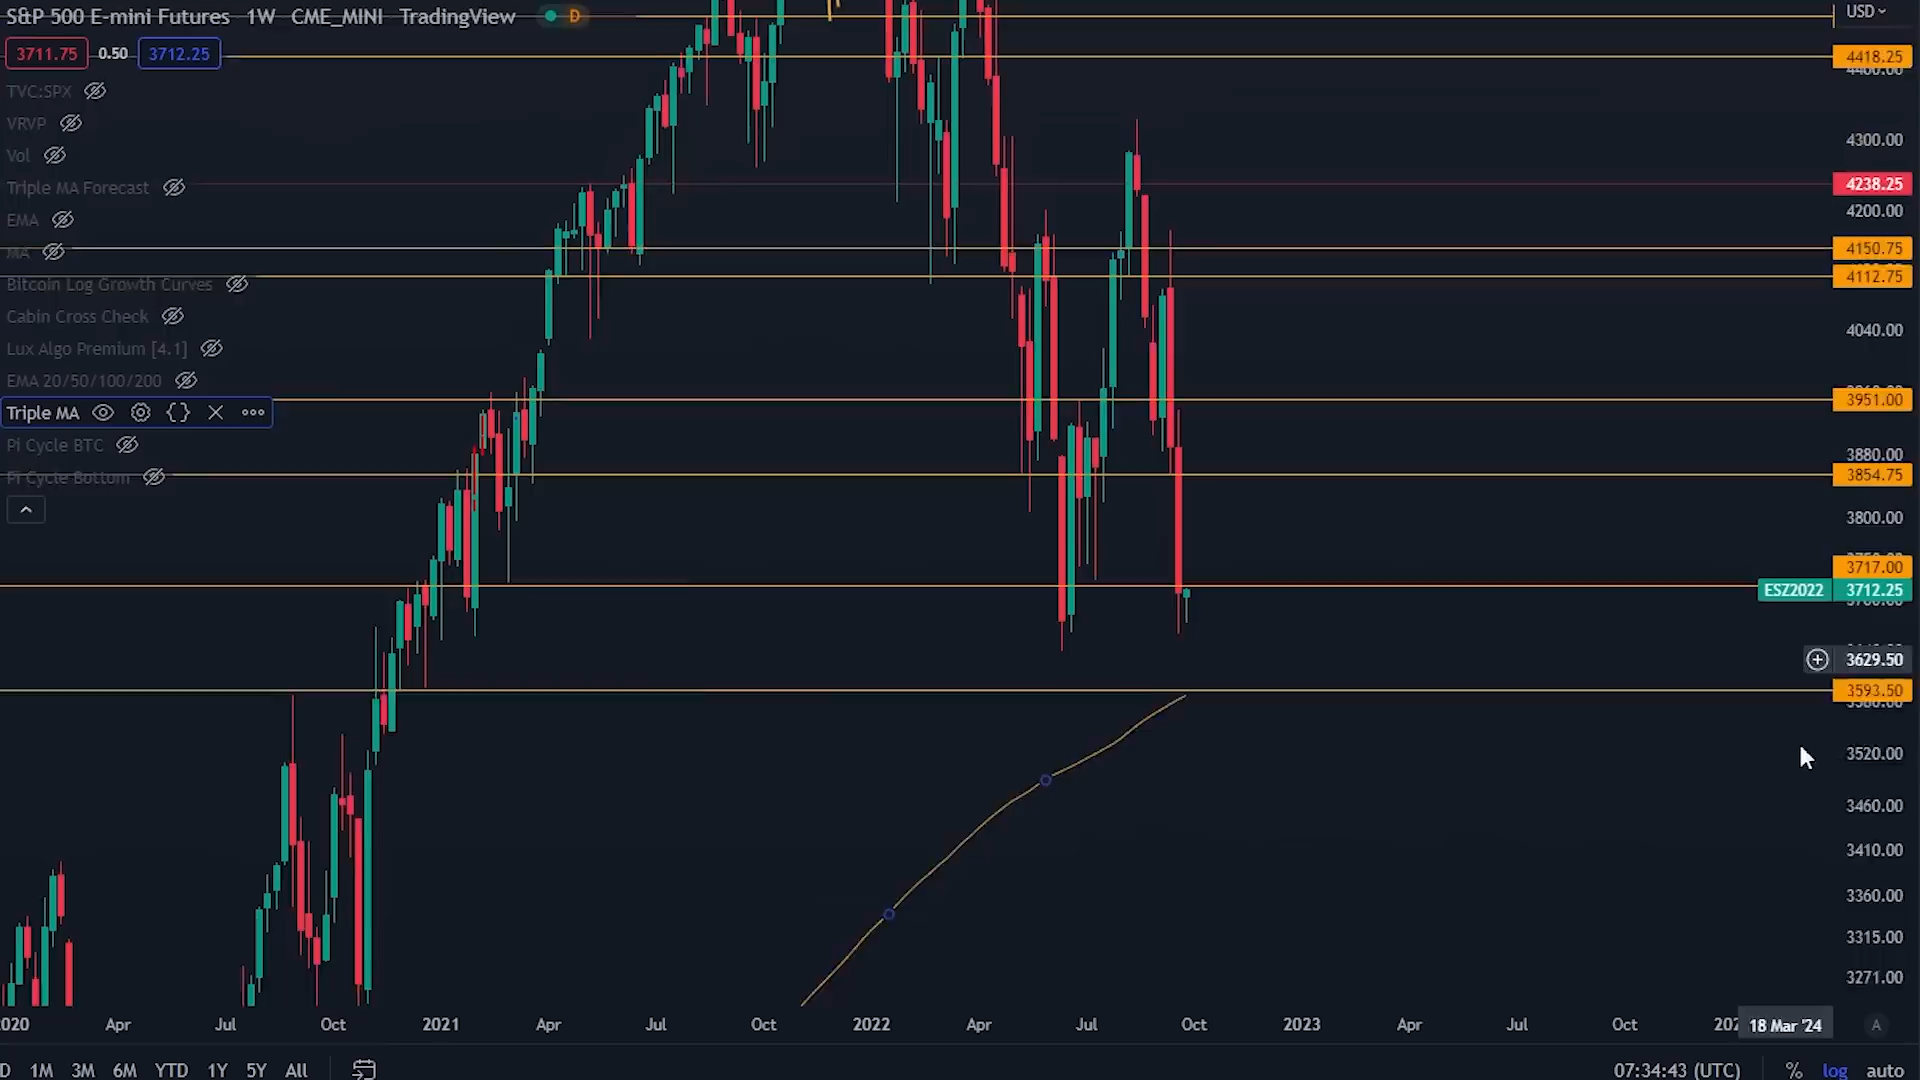 S&P 500 E-mini Futures 1W CME_MINI TradingView D
USD
3711.75 0.50 3712.25
4418.25
4400.00
TVC:SPX
VRVP
4300.00
Vol
4238.25
Triple MA Forecast
4200.00
EMA
4150.75
MA
4112.75
Bitcoin Log Growth Curves
Cabin Cross Check
4040.00
Lux Algo Premium [4.1]
EMA 20/50/100/200
3951.00
Triple MA
Pi Cycle BTC
3880.00
3854.75
Pi Cycle Bottom
3800.00
3717.00
ESZ2022 3712.25
3629.50
3593.50
3520.00
3460.00
3410.00
3360.00
3315.00
3271.00
2020 Apr Jul Oct 2021 Apr Jul Oct 2022 Apr Jul Oct 2023 Apr Jul Oct 18 Mar '24 A
D 1M 3M 6M YTD 1Y 5Y All 07:34:43 (UTC) % log auto